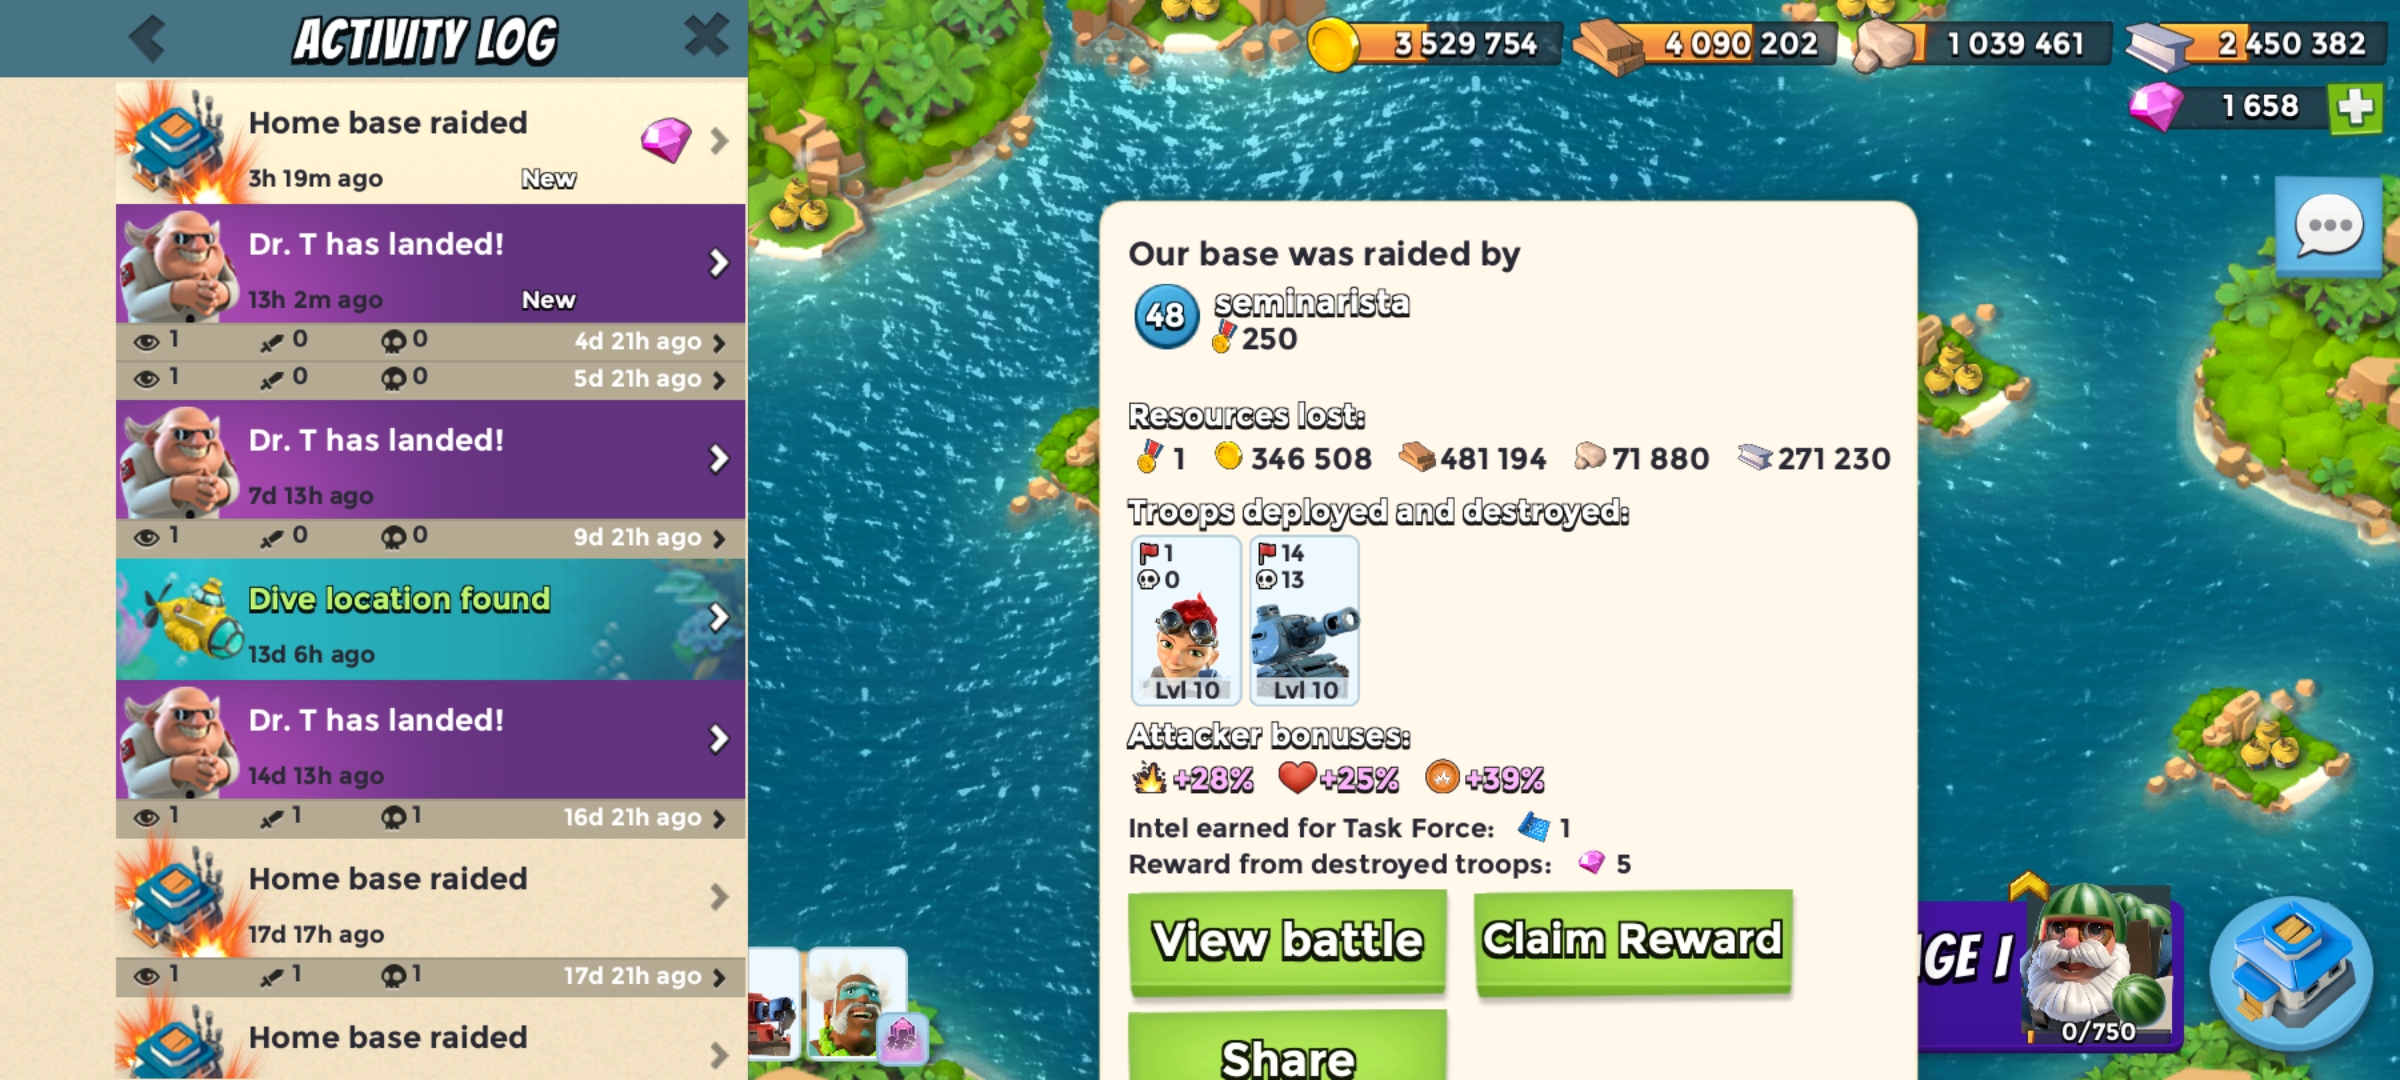 ACTIVITY LOG
Home base raided
3h 19m ago
New
Dr. T has landed!
13h 2m ago
New
1 0 0 4d 21h ago
1 0 0 5d 21h ago
Dr. T has landed!
7d 13h ago
1 0 0 9d 21h ago
Dive location found
13d 6h ago
Dr. T has landed!
14d 13h ago
1 1 1 16d 21h ago
Home base raided
17d 17h ago
1 1 1 17d 21h ago
Home base raided
3 529 754
4 090 202
1 039 461
2 450 382
1 658
Our base was raided by
48 seminarista
250
Resources lost:
1 346 508 481 194 71 880 271 230
Troops deployed and destroyed:
1 14
0 13
Lvl 10 Lvl 10
Attacker bonuses:
+28% +25% +39%
Intel earned for Task Force: 1
Reward from destroyed troops: 5
View battle
Claim Reward
Share
GE I
0/750